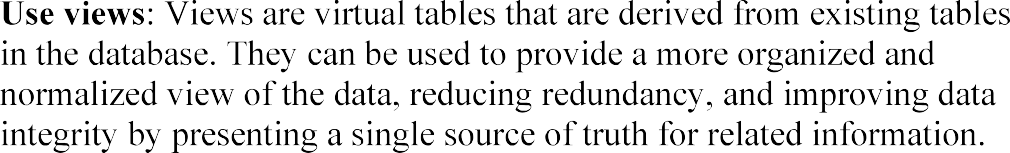 Use views: Views are virtual tables that are derived from existing tables
in the database. They can be used to provide a more organized and
normalized view of the data, reducing redundancy, and improving data
integrity by presenting a single source of truth for related information.